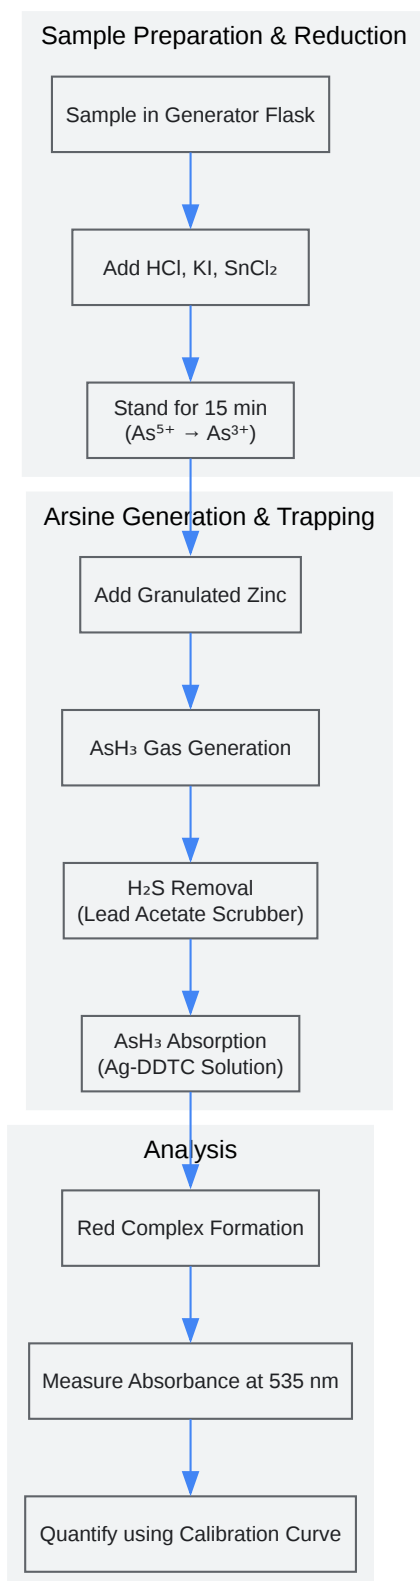 Sample Preparation & Reduction
Sample in Generator Flask
Add HCl, KI, SnCl₂
Stand for 15 min
(As⁵⁺ → As³⁺)
Arsine Generation & Trapping
Add Granulated Zinc
AsH₃ Gas Generation
H₂S Removal
(Lead Acetate Scrubber)
AsH₃ Absorption
(Ag-DDTC Solution)
Analysis
Red Complex Formation
Measure Absorbance at 535 nm
Quantify using Calibration Curve